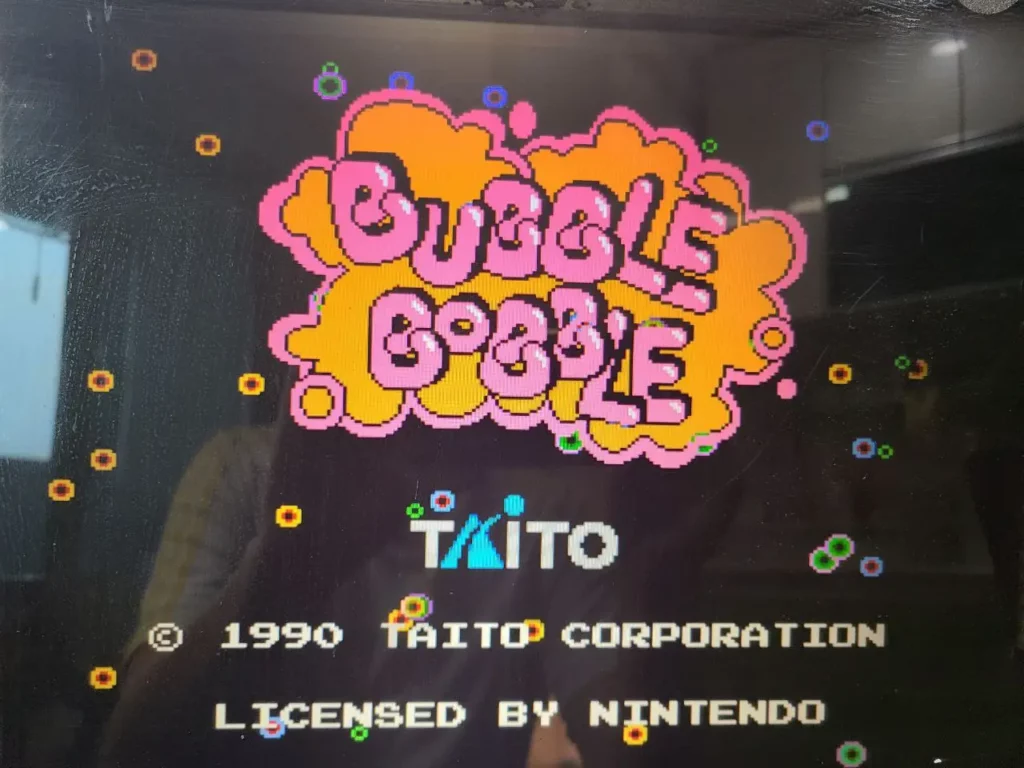 BUBBLE
BOBBLE
TAITO
© 1990 TAITO CORPORATION
LICENSED BY NINTENDO